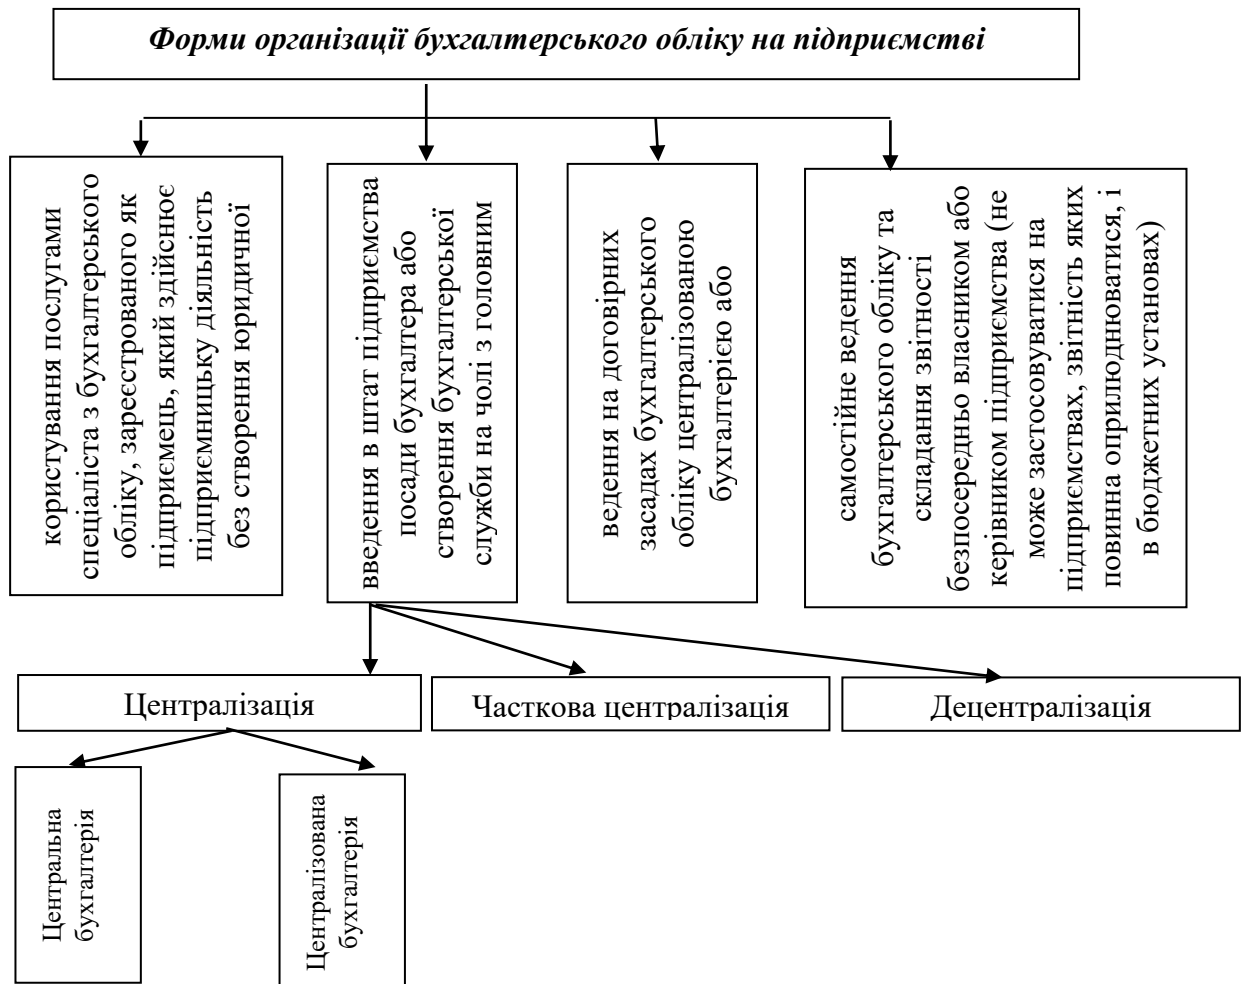 Форми організації бухгалтерського обліку на підприємстві
користування послугами
спеціаліста з бухгалтерського
обліку, зареєстрованого як
підприємець, який здійснює
підприємницьку діяльність
без створення юридичної
введення в штат підприємства
посади бухгалтера або
створення бухгалтерської
служби на чолі з головним
ведення на договірних
засадах бухгалтерського
обліку централізованою
бухгалтерією або
самостійне ведення
бухгалтерського обліку та
складання звітності
безпосередньо власником або
керівником підприємства (не
може застосовуватися на
підприємствах, звітність яких
повинна оприлюднюватися, і
в бюджетних установах)
Централізація
Часткова централізація
Децентралізація
Центральна
бухгалтерія
Централізована
бухгалтерія